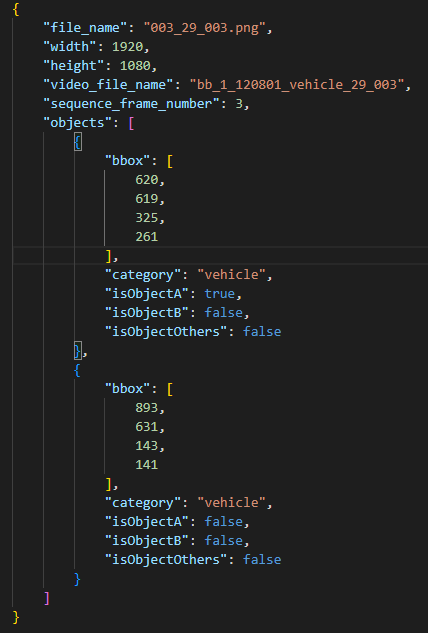 {
    "file_name": "003_29_003.png",
    "width": 1920,
    "height": 1080,
    "video_file_name": "bb_1_120801_vehicle_29_003",
    "sequence_frame_number": 3,
    "objects": [
        {
            "bbox": [
                620,
                619,
                325,
                261
            ],
            "category": "vehicle",
            "isObjectA": true,
            "isObjectB": false,
            "isObjectOthers": false
        },
        {
            "bbox": [
                893,
                631,
                143,
                141
            ],
            "category": "vehicle",
            "isObjectA": false,
            "isObjectB": false,
            "isObjectOthers": false
        }
    ]
}